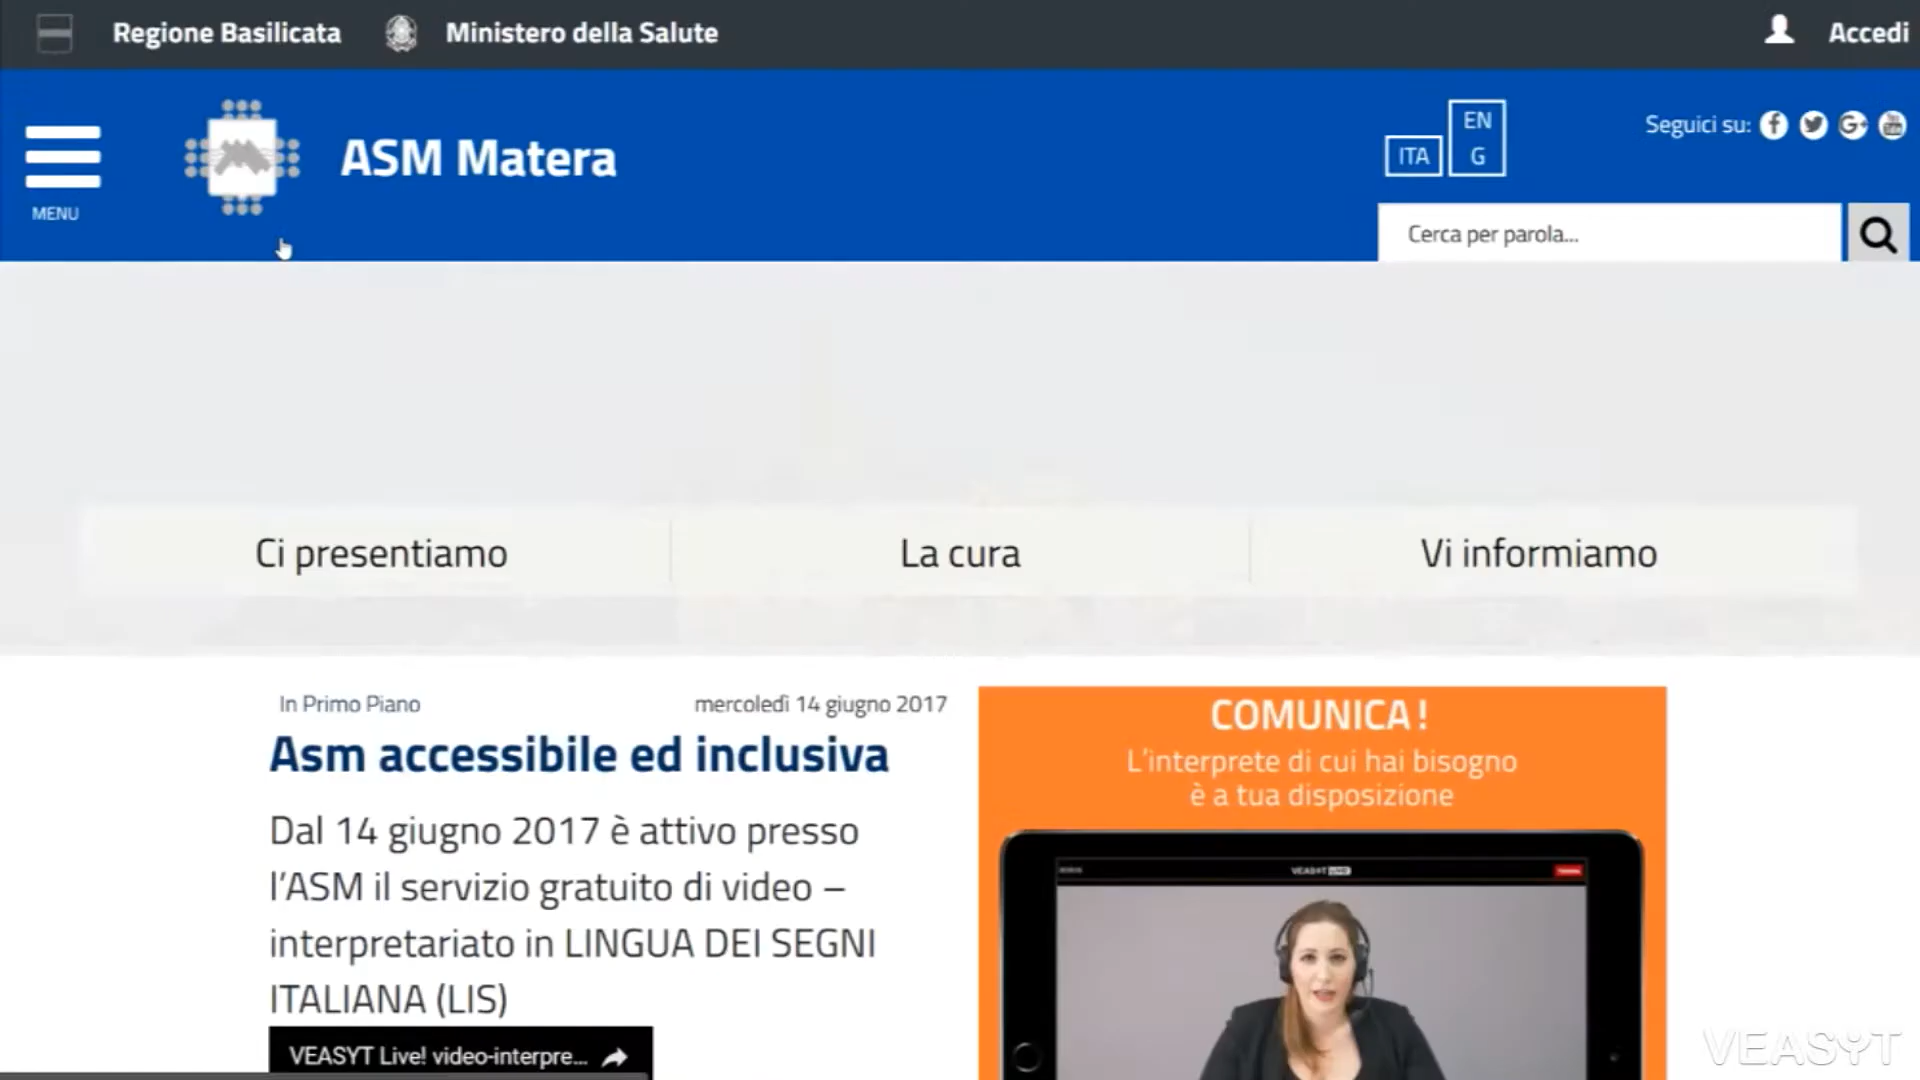 Regione Basilicata
Ministero della Salute
Accedi
MENU
ASM Matera
ITA
EN
G
Seguici su:
Cerca per parola...
Ci presentiamo
La cura
Vi informiamo
In Primo Piano
mercoledì 14 giugno 2017
Asm accessibile ed inclusiva
Dal 14 giugno 2017 è attivo presso
l'ASM il servizio gratuito di video –
interpretariato in LINGUA DEI SEGNI
ITALIANA (LIS)
VEASYT Live! video-interpre...
COMUNICA!
L'interprete di cui hai bisogno
è a tua disposizione
VEASYT LIVE!
VEASYT